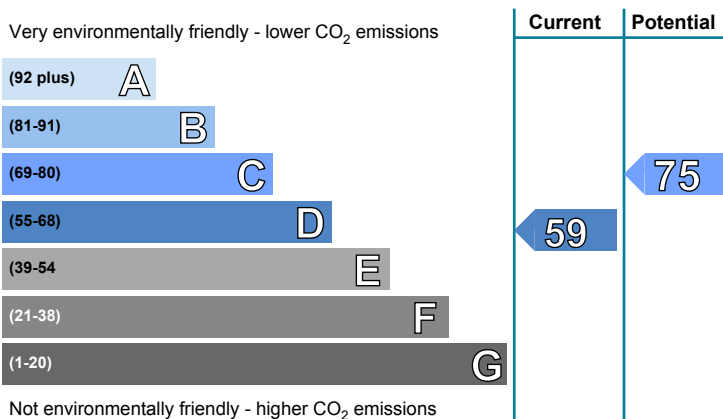 Current Potential
Very environmentally friendly - lower CO2 emissions
(92 plus) A
(81-91) B
(69-80) C
75
(55-68) D
59
(39-54 E
(21-38) F
(1-20) G
Not environmentally friendly - higher CO2 emissions